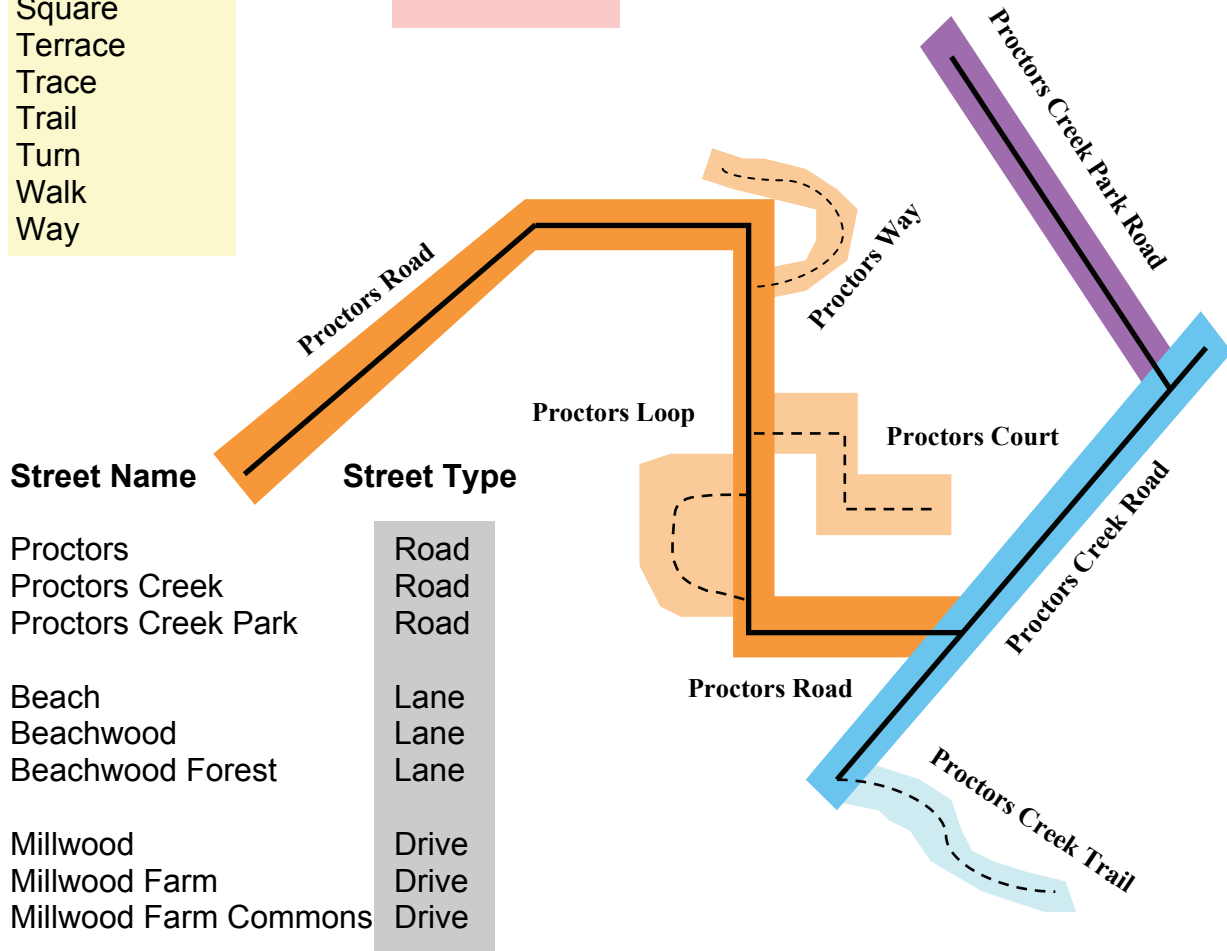 Square
Terrace
Trace
Trail
Turn
Walk
Way
Proctors Creek Park Road
Proctors Way
Proctors Road
Proctors Loop
Proctors Court
Proctors Creek Road
Proctors Road
Proctors Creek Trail
Street Name Street Type
Proctors Road
Proctors Creek Road
Proctors Creek Park Road
Beach Lane
Beachwood Lane
Beachwood Forest Lane
Millwood Drive
Millwood Farm Drive
Millwood Farm Commons Drive